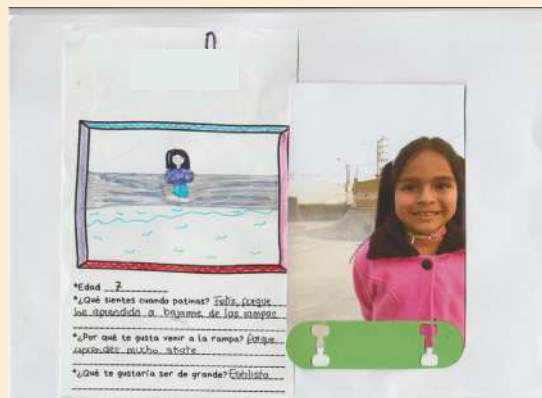 *Edad 7
*¿Qué sientes cuando patinas? Feliz, porque
he aprendido a bajarme de las rampas
*¿Por qué te gusta venir a la rampa? Porque
aprender mucho skate
*¿Qué te gustaría ser de grande? Estilista